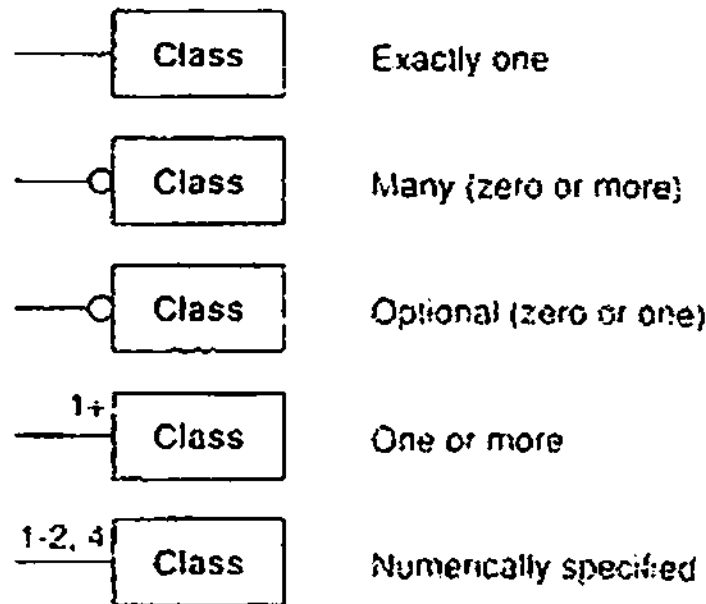 Class Exactly one
Class Many (zero or more)
Class Optional (zero or one)
1+
Class One or more
1-2, 4
Class Numerically specified